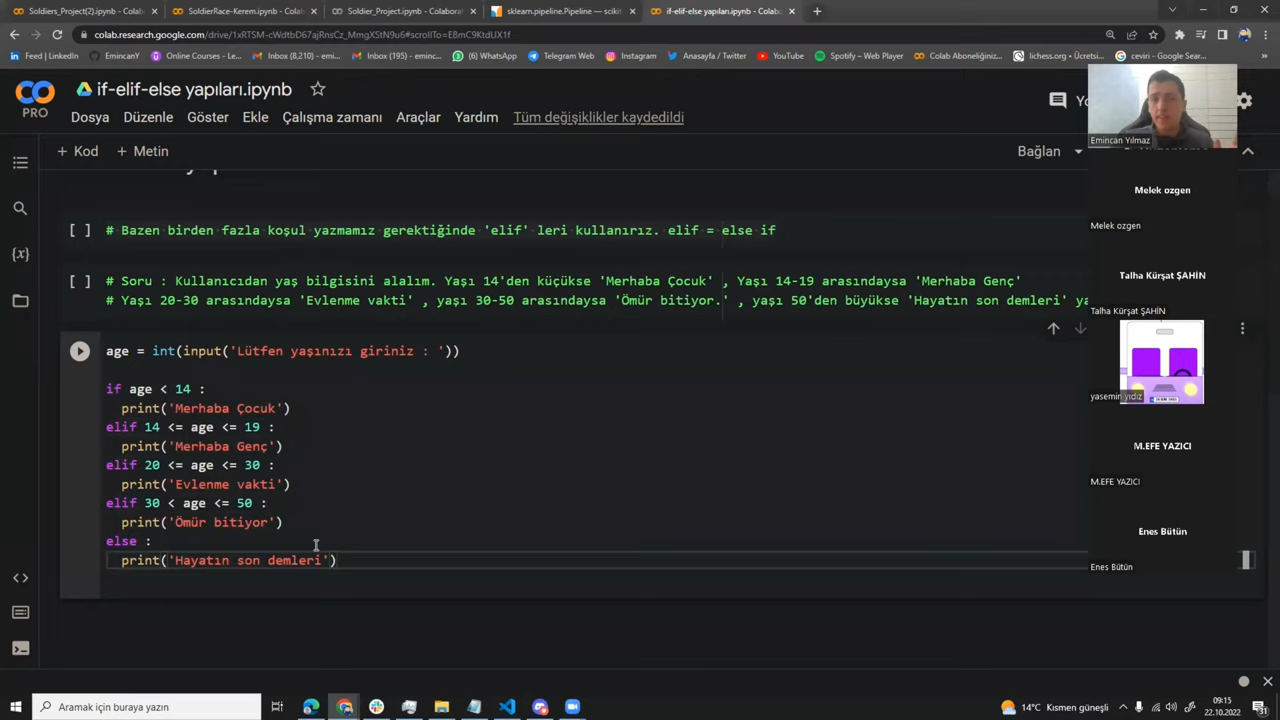 Soldiers_Project(2).ipynb - Colab
SoldierRace-Kerem.ipynb - Colab
Soldier_Project.ipynb - Colabora
sklearn.pipeline.Pipeline — scikit
if-elif-else yapıları.ipynb - Colab
colab.research.google.com/drive/1xRTSM-cWdtbD67ajRnsCz_MmgXStN9u6#scrollTo=E8mC9KtdUX1f
Feed | LinkedIn
EmincanY
Online Courses - Le...
Inbox (8,210) - emi...
Inbox (195) - eminc...
(6) WhatsApp
Telegram Web
Instagram
Anasayfa / Twitter
YouTube
Spotify – Web Player
Colab Aboneliğiniz...
lichess.org • Ücretsi...
ceviri - Google'da...
PRO
if-elif-else yapıları.ipynb
Dosya Düzenle Göster Ekle Çalışma zamanı Araçlar Yardım Tüm değişiklikler kaydedildi
+ Kod + Metin
Bağlan
[ ] # Bazen birden fazla koşul yazmamız gerektiğinde 'elif' leri kullanırız. elif = else if
[ ] # Soru : Kullanıcıdan yaş bilgisini alalım. Yaşı 14'den küçükse 'Merhaba Çocuk' , Yaşı 14-19 arasındaysa 'Merhaba Genç'
# Yaşı 20-30 arasındaysa 'Evlenme vakti' , yaşı 30-50 arasındaysa 'Ömür bitiyor.' , yaşı 50'den büyükse 'Hayatın son demleri' ya
age = int(input('Lütfen yaşınızı giriniz : '))
if age < 14 :
print('Merhaba Çocuk')
elif 14 <= age <= 19 :
print('Merhaba Genç')
elif 20 <= age <= 30 :
print('Evlenme vakti')
elif 30 < age <= 50 :
print('Ömür bitiyor')
else :
print('Hayatın son demleri')
Emincan Yılmaz
Melek ozgen
Melek ozgen
Talha Kürşat ŞAHİN
Talha Kürşat ŞAHİN
yasemin yıdız
M.EFE YAZICI
M.EFE YAZICI
Enes Bütün
Enes Bütün
Aramak için buraya yazın
14°C Kısmen güneşli
09:15
22.10.2022